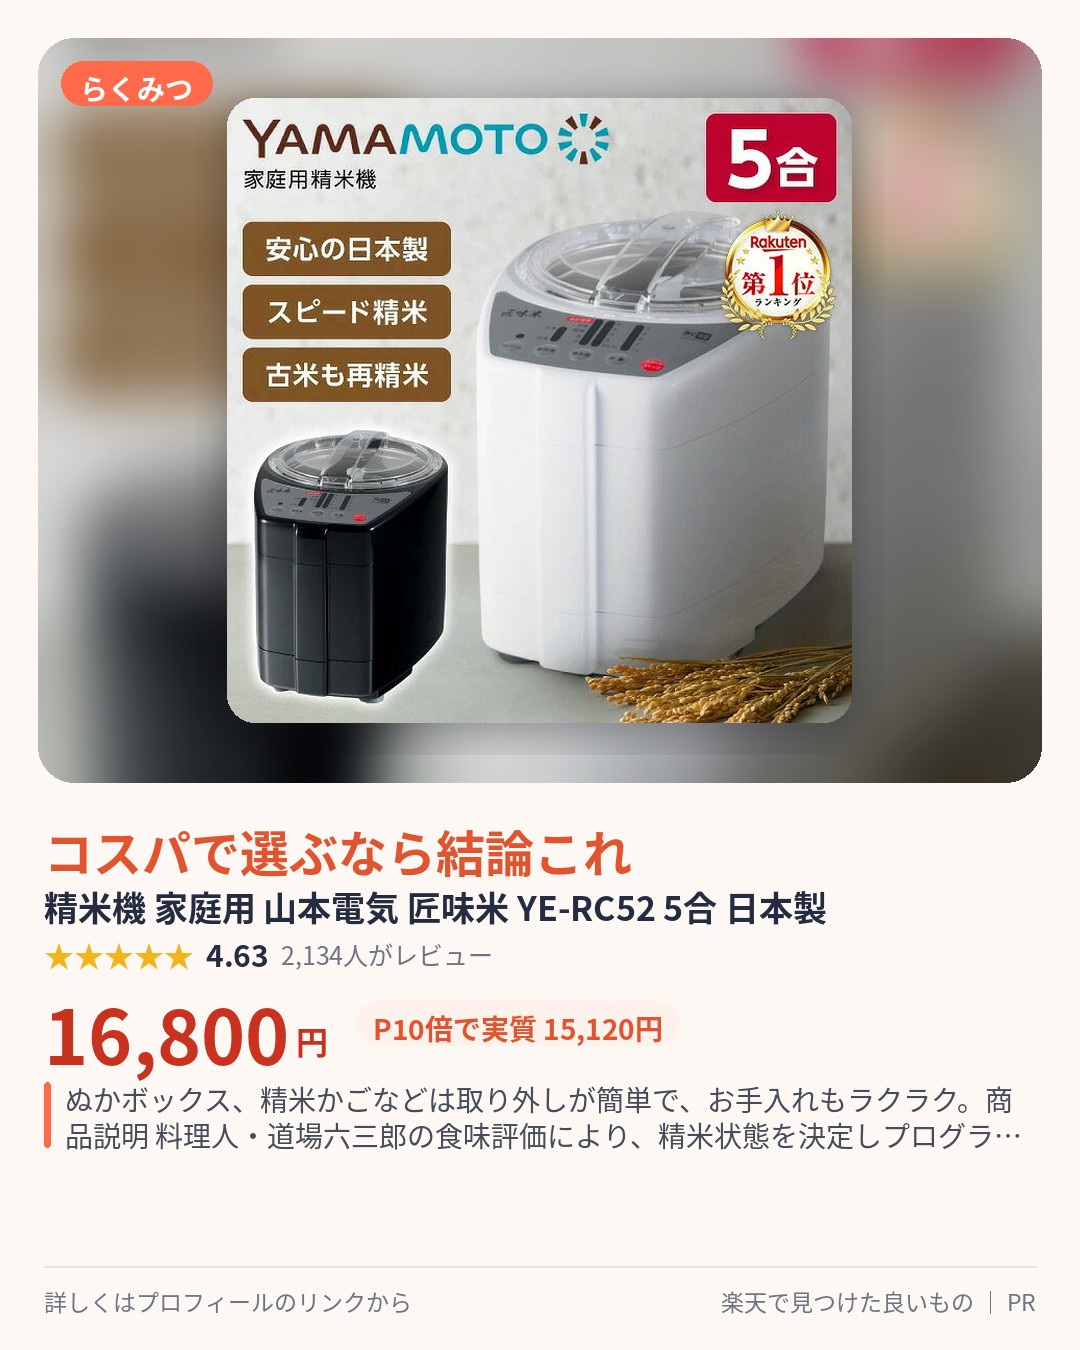 らくみつ
YAMAMOTO
家庭用精米機
5合
安心の日本製
スピード精米
古米も再精米
Rakuten
第1位
ランキング
匠味米
コスパで選ぶなら結論これ
精米機 家庭用 山本電気 匠味米 YE-RC52 5合 日本製
★★★★★ 4.63 2,134人がレビュー
16,800円 P10倍で実質 15,120円
ぬかボックス、精米かごなどは取り外しが簡単で、お手入れもラクラク。商
品説明 料理人・道場六三郎の食味評価により、精米状態を決定しプログラ…
詳しくはプロフィールのリンクから
楽天で見つけた良いもの｜PR